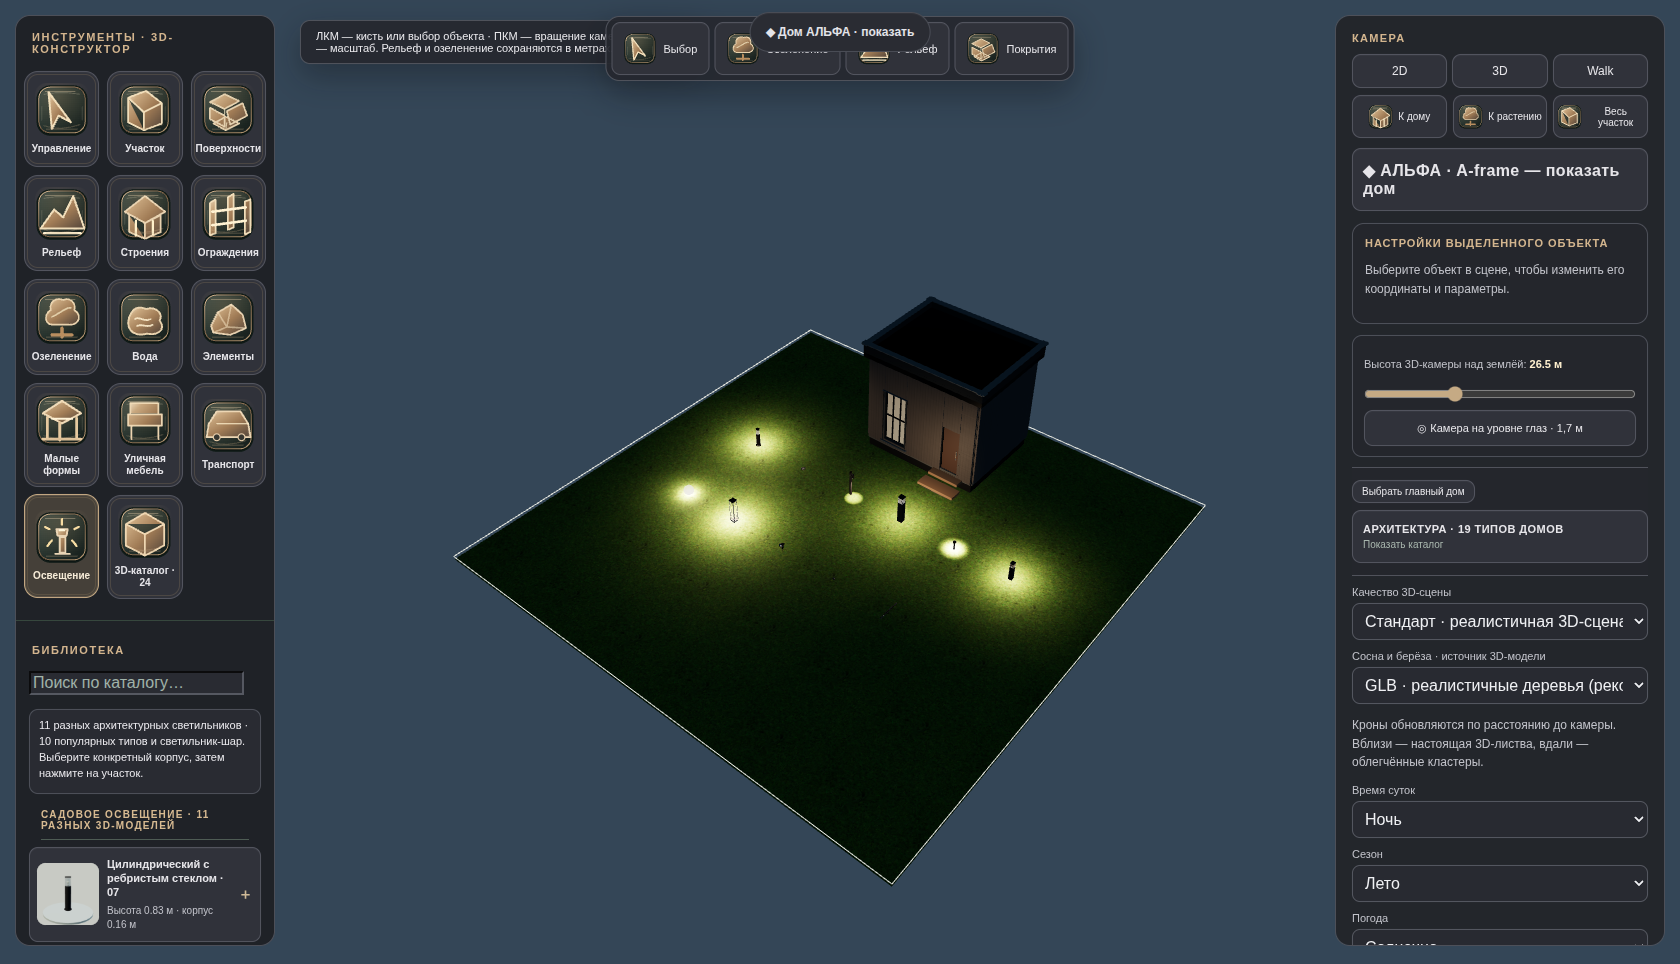 ИНСТРУМЕНТЫ · 3D-
КОНСТРУКТОР
Управление
Участок
Поверхности
Рельеф
Строения
Ограждения
Озеленение
Вода
Элементы
Малые
формы
Уличная
мебель
Транспорт
Освещение
3D-каталог ·
24
БИБЛИОТЕКА
Поиск по каталогу…
11 разных архитектурных светильников ·
10 популярных типов и светильник-шар.
Выберите конкретный корпус, затем
нажмите на участок.
САДОВОЕ ОСВЕЩЕНИЕ · 11
РАЗНЫХ 3D-МОДЕЛЕЙ
Цилиндрический с
ребристым стеклом ·
07
Высота 0.83 м · корпус
0.16 м
+
ЛКМ — кисть или выбор объекта · ПКМ — вращение кам
— масштаб. Рельеф и озеленение сохраняются в метра
Выбор
◆ Дом АЛЬФА · показать
Покрытия
КАМЕРА
2D
3D
Walk
К дому
К растению
Весь
участок
◆ АЛЬФА · A-frame — показать
дом
НАСТРОЙКИ ВЫДЕЛЕННОГО ОБЪЕКТА
Выберите объект в сцене, чтобы изменить его
координаты и параметры.
Высота 3D-камеры над землёй: 26.5 м
◎ Камера на уровне глаз · 1,7 м
Выбрать главный дом
АРХИТЕКТУРА · 19 ТИПОВ ДОМОВ
Показать каталог
Качество 3D-сцены
Стандарт · реалистичная 3D-сцена
Сосна и берёза · источник 3D-модели
GLB · реалистичные деревья (реко
Кроны обновляются по расстоянию до камеры.
Вблизи — настоящая 3D-листва, вдали —
облегчённые кластеры.
Время суток
Ночь
Сезон
Лето
Погода